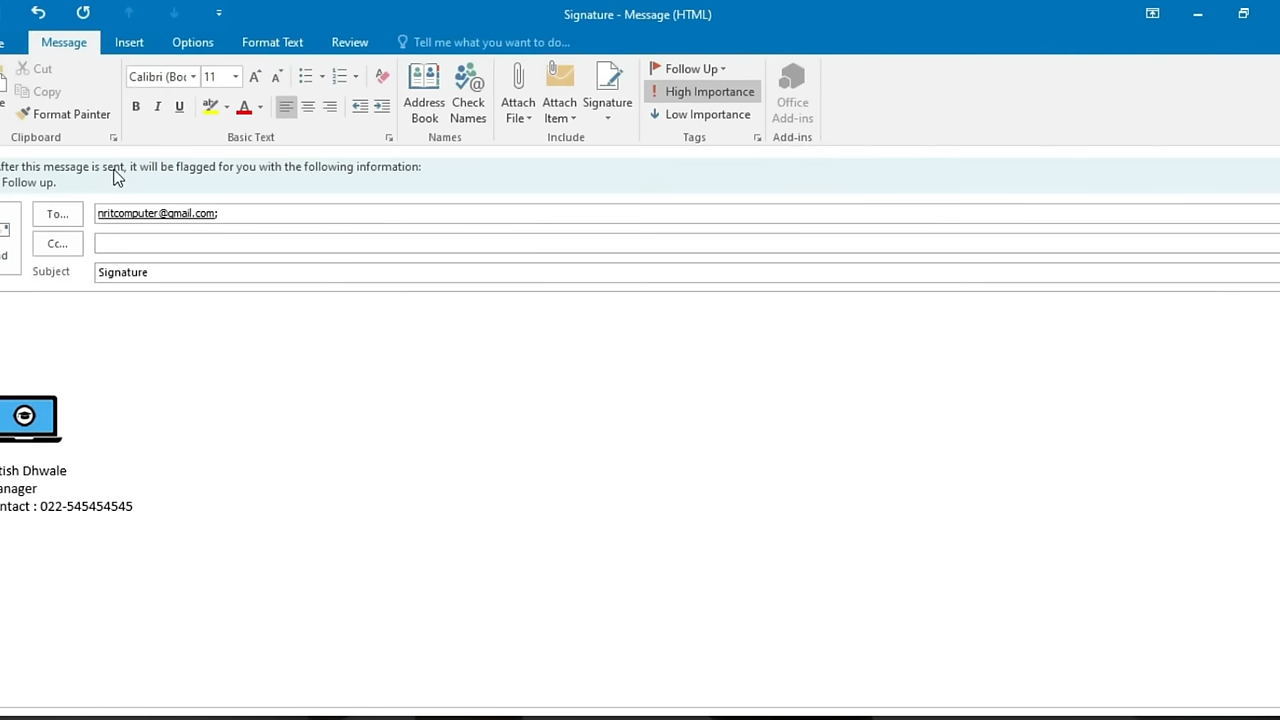 Signature - Message (HTML)
Message Insert Options Format Text Review Tell me what you want to do...
Cut
Copy
Format Painter
Clipboard
Calibri (Boc 11
B I U
Basic Text
Address Book
Check Names
Names
Attach File
Attach Item
Signature
Include
Follow Up
High Importance
Low Importance
Tags
Office Add-ins
Add-ins
fter this message is sent, it will be flagged for you with the following information:
Follow up.
To... nritcomputer@gmail.com;
Cc...
Subject Signature
tish Dhwale
anager
ntact : 022-545454545